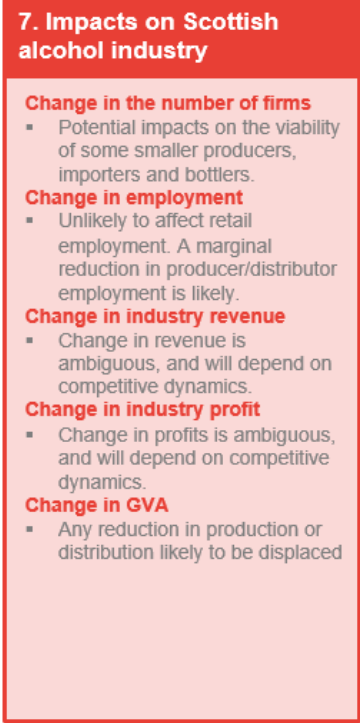 7. Impacts on Scottish
alcohol industry
Change in the number of firms
▪ Potential impacts on the viability
of some smaller producers,
importers and bottlers.
Change in employment
▪ Unlikely to affect retail
employment. A marginal
reduction in producer/distributor
employment is likely.
Change in industry revenue
▪ Change in revenue is
ambiguous, and will depend on
competitive dynamics.
Change in industry profit
▪ Change in profits is ambiguous,
and will depend on competitive
dynamics.
Change in GVA
▪ Any reduction in production or
distribution likely to be displaced